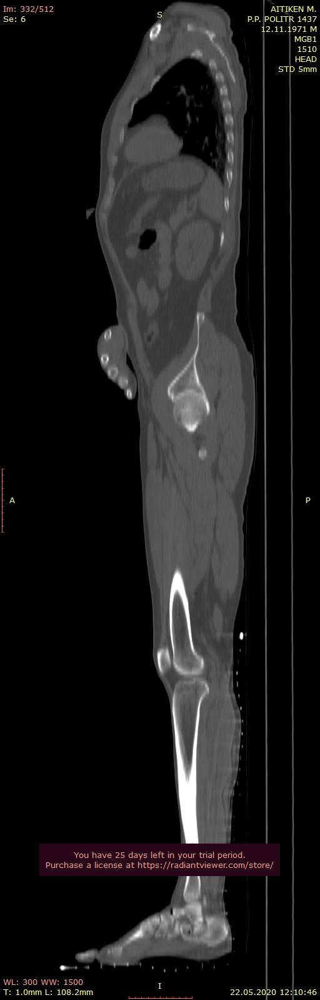 Im: 332/512
Se: 6
S
AITIKEN M.
P.P. POLITR 1437
12.11.1971 M
MGB1
1510
HEAD
STD 5mm
A
P
You have 25 days left in your trial period.
Purchase a license at https://radiantviewer.com/store/
WL: 300 WW: 1500
T: 1.0mm L: 108.2mm
I
22.05.2020 12:10:46